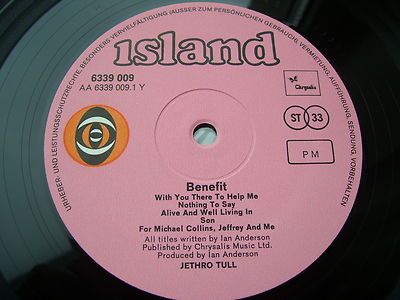 URHEBER- UND LEISTUNGSSCHUTZRECHTE, BESONDERS VERVIELFÄLTIGUNG (AUSSER ZUM PERSÖNLICHEN GEBRAUCH), VERMIETUNG, AUFFÜHRUNG, SENDUNG, VORBEHALTEN
island
6339 009
AA 6339 009.1 Y
Chrysalis
ST 33
P M
Benefit
With You There To Help Me
Nothing To Say
Alive And Well Living In
Son
For Michael Collins, Jeffrey And Me
All titles written by Ian Anderson
Published by Chrysalis Music Ltd.
Produced by Ian Anderson
JETHRO TULL